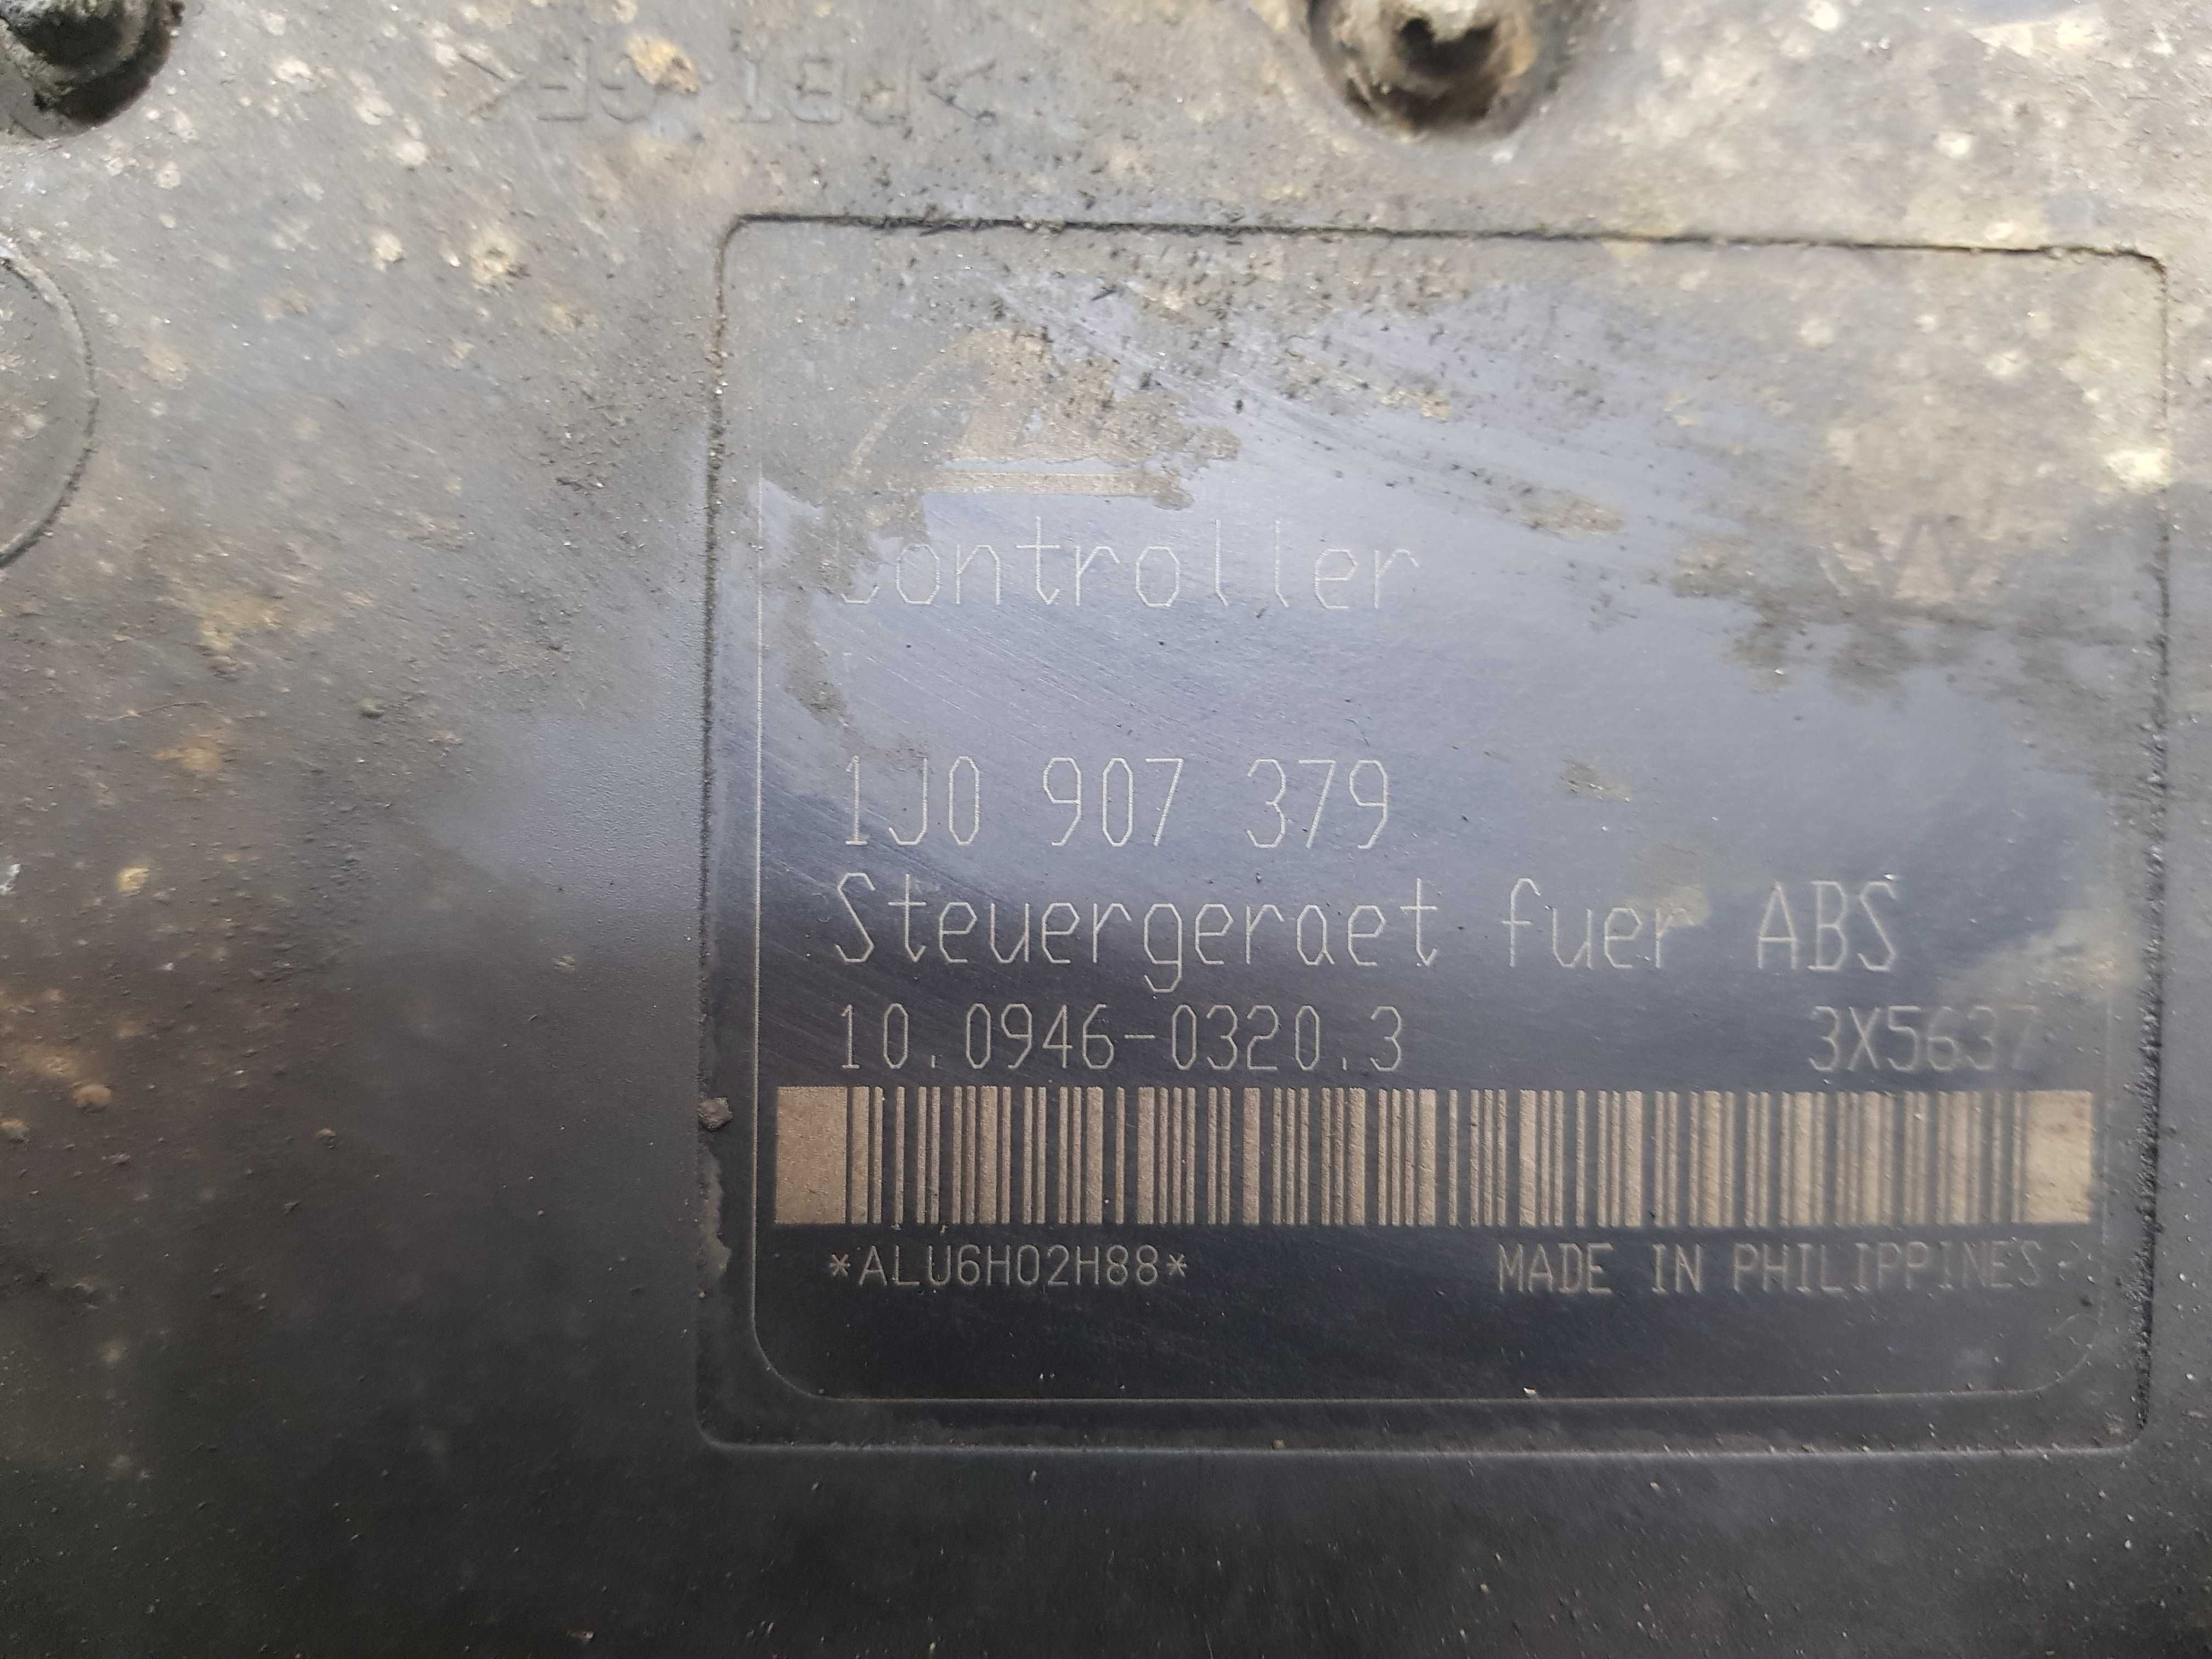 Controller
1J0 907 379
Steuergeraet fuer ABS
10.0946-0320.3 3X5637
*ALU6H02H88* MADE IN PHILIPPINES